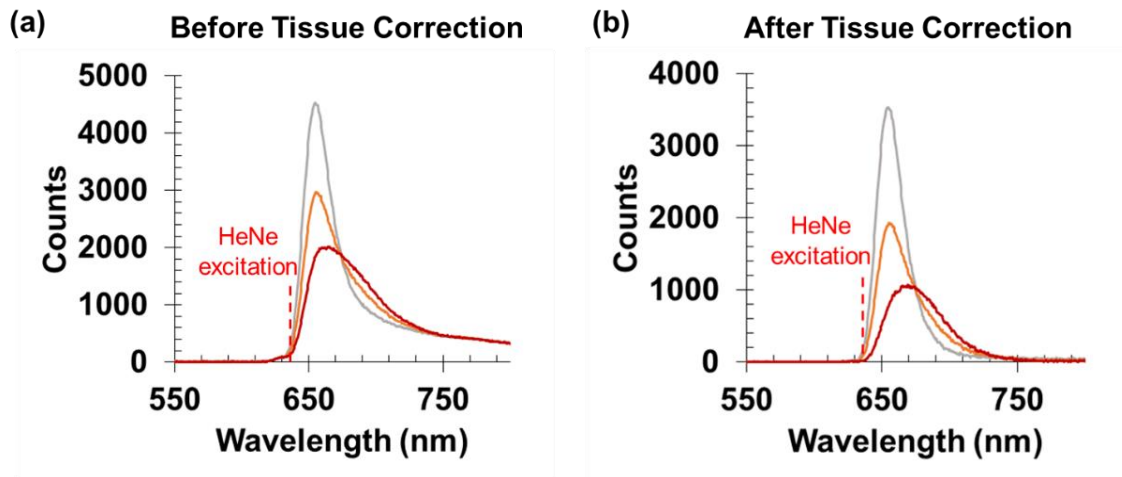 (a) Before Tissue Correction
5000
4000
3000
2000
1000
0
Counts
HeNe
excitation
550 650 750
Wavelength (nm)
(b) After Tissue Correction
4000
3000
2000
1000
0
Counts
HeNe
excitation
550 650 750
Wavelength (nm)